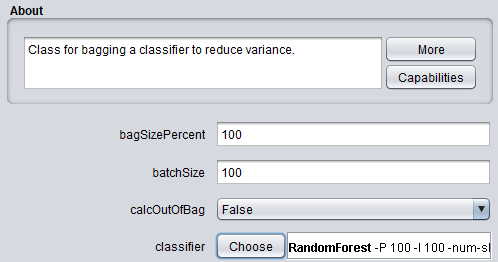 About
Class for bagging a classifier to reduce variance.
More
Capabilities
bagSizePercent 100
batchSize 100
calcOutOfBag False
classifier Choose RandomForest -P 100 -I 100 -num-sl